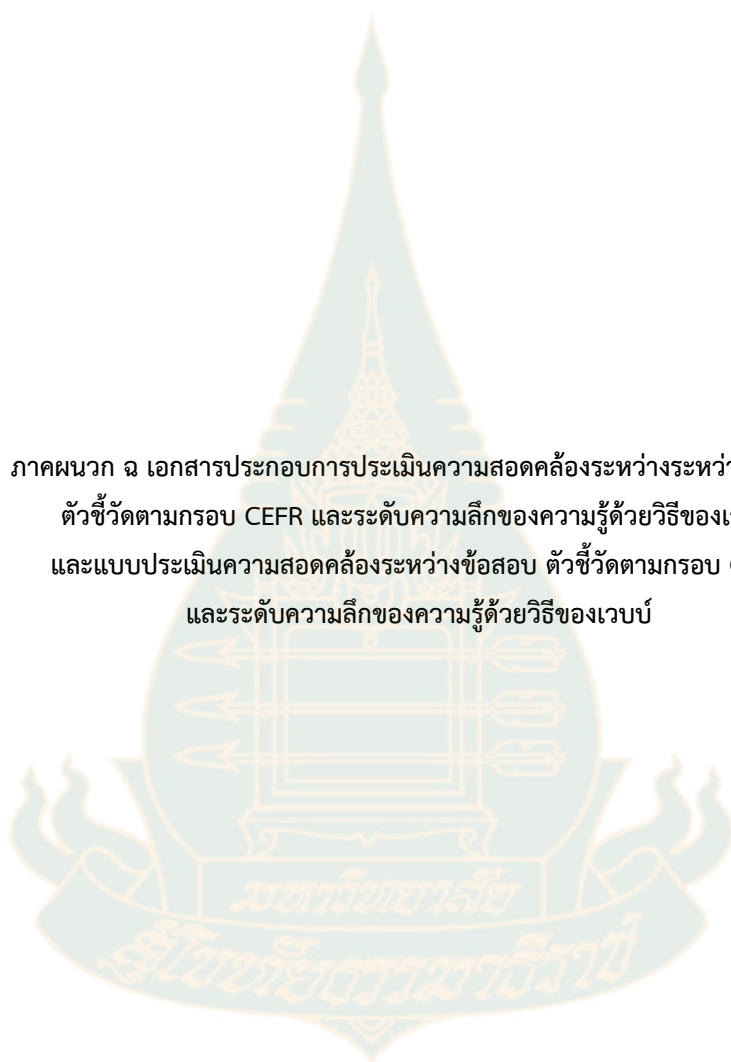 ภาคผนวก ฉ เอกสารประกอบการประเมินความสอดคล้องระหว่างระหว่
ตัวชี้วัดตามกรอบ CEFR และระดับความลึกของความรู้ด้วยวิธีของ
และแบบประเมินความสอดคล้องระหว่างข้อสอบ ตัวชี้วัดตามกรอบ
และระดับความลึกของความรู้ด้วยวิธีของเวบบ์
มหาวิทยาลัย
สุโขทัยธรรมาธิราช